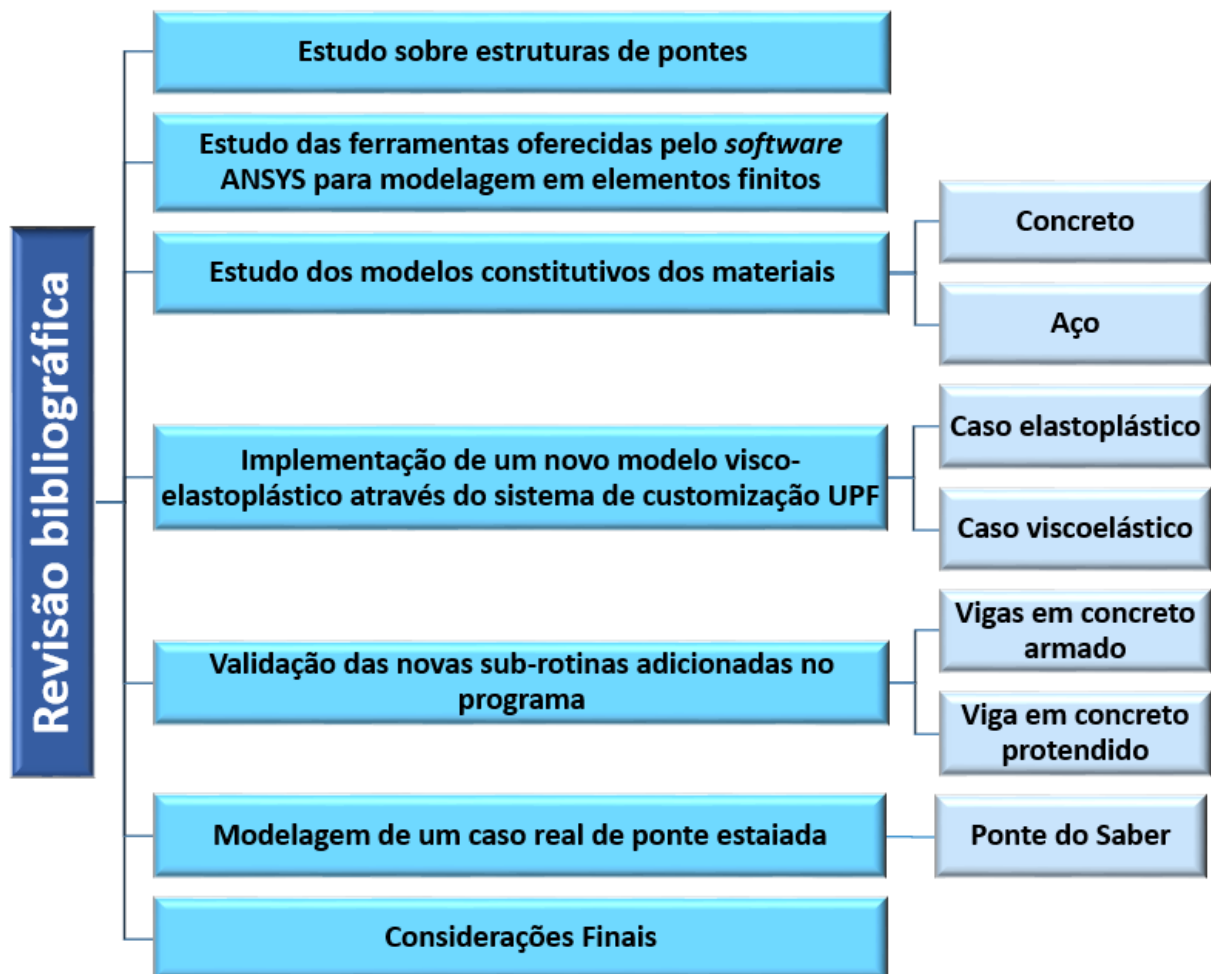 Revisão bibliográfica
Estudo sobre estruturas de pontes
Estudo das ferramentas oferecidas pelo software
ANSYS para modelagem em elementos finitos
Estudo dos modelos constitutivos dos materiais
Concreto
Aço
Implementação de um novo modelo visco-
elastoplástico através do sistema de customização UPF
Caso elastoplástico
Caso viscoelástico
Validação das novas sub-rotinas adicionadas no
programa
Vigas em concreto
armado
Viga em concreto
protendido
Modelagem de um caso real de ponte estaiada
Ponte do Saber
Considerações Finais